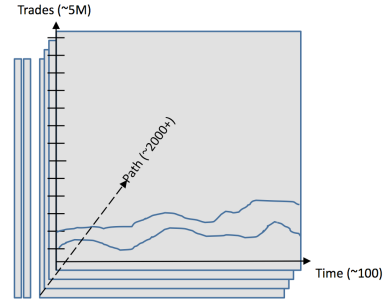 Trades (~5M)
Path (~2000+)
Time (~100)